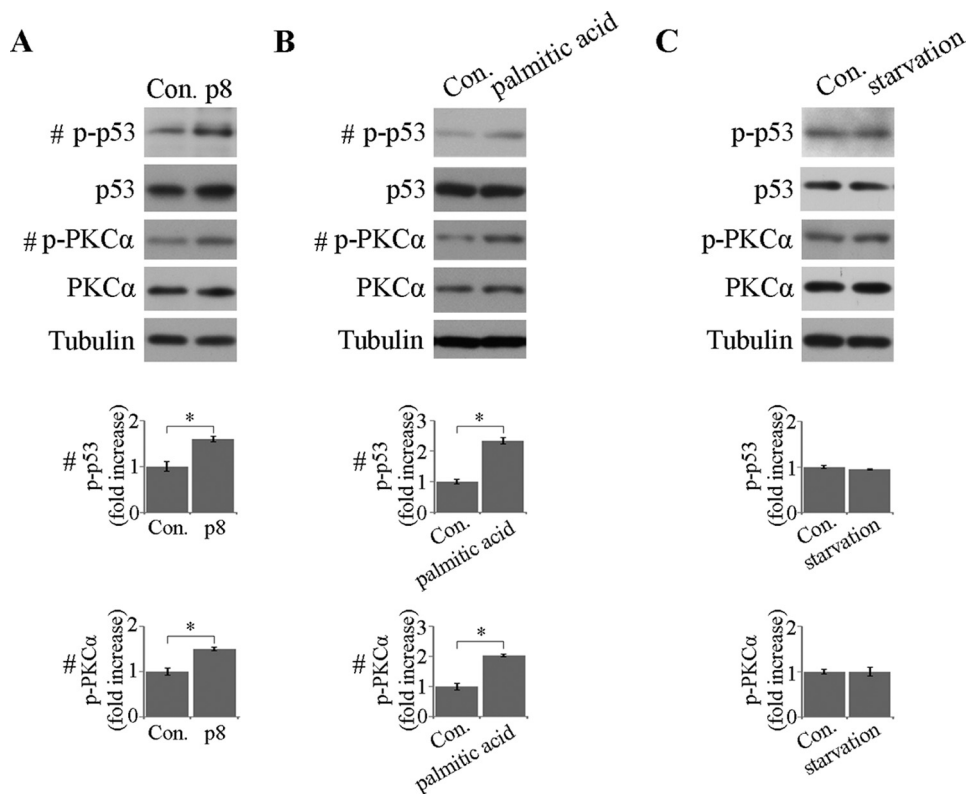 A
B
C
Con. p8
Con. palmitic acid
Con. starvation
# p-p53
p53
# p-PKCα
PKCα
Tubulin
# p-p53
p53
# p-PKCα
PKCα
Tubulin
p-p53
p53
p-PKCα
PKCα
Tubulin
# p-p53
(fold increase)
2
1
0
*
Con. p8
# p-p53
(fold increase)
3
2
1
0
*
Con. palmitic acid
p-p53
(fold increase)
2
1
0
Con. starvation
# p-PKCα
(fold increase)
2
1
0
*
Con. p8
# p-PKCα
(fold increase)
3
2
1
0
*
Con. palmitic acid
p-PKCα
(fold increase)
2
1
0
Con. starvation